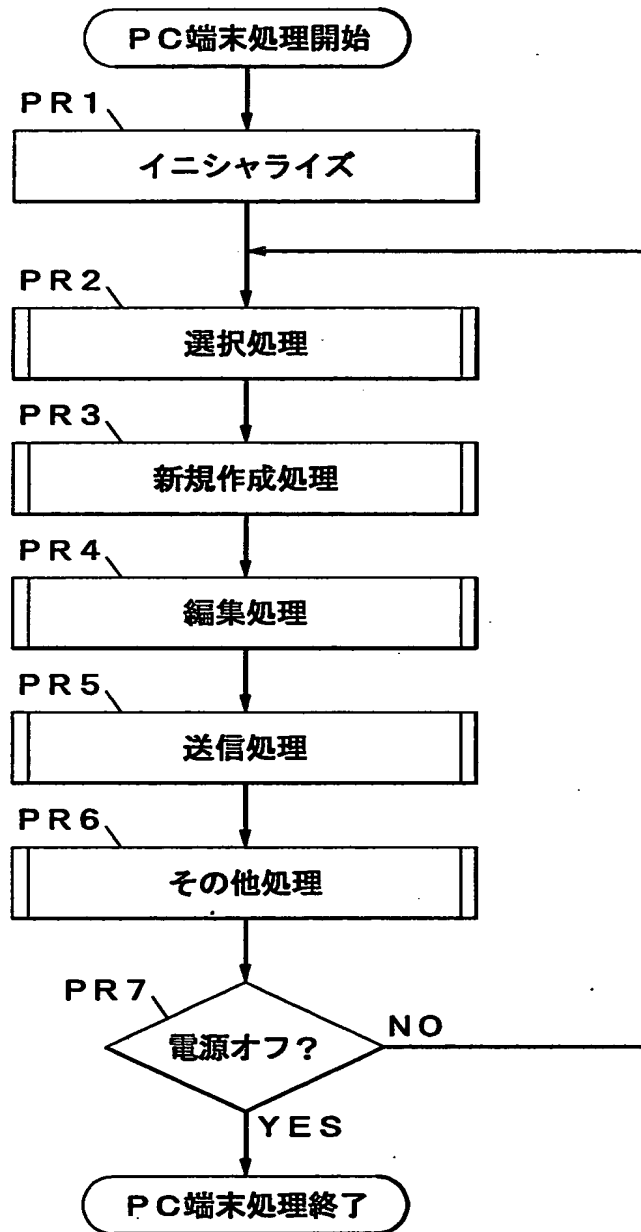 PC端末処理開始
PR1
イニシャライズ
PR2
選択処理
PR3
新規作成処理
PR4
編集処理
PR5
送信処理
PR6
その他処理
PR7
電源オフ?
NO
YES
PC端末処理終了